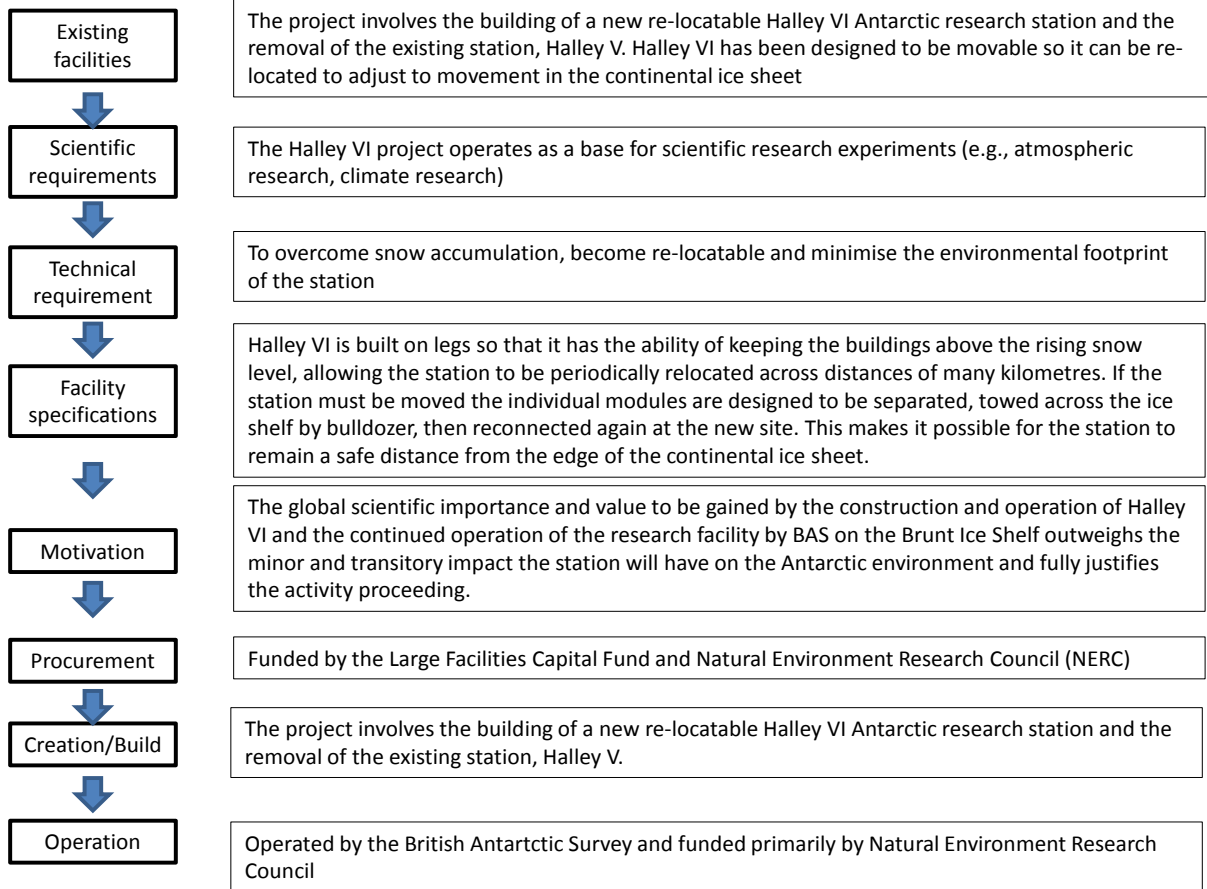 Existing
facilities
The project involves the building of a new re-locatable Halley VI Antarctic research station and the
removal of the existing station, Halley V. Halley VI has been designed to be movable so it can be re-
located to adjust to movement in the continental ice sheet
Scientific
requirements
The Halley VI project operates as a base for scientific research experiments (e.g., atmospheric
research, climate research)
Technical
requirement
To overcome snow accumulation, become re-locatable and minimise the environmental footprint
of the station
Facility
specifications
Halley VI is built on legs so that it has the ability of keeping the buildings above the rising snow
level, allowing the station to be periodically relocated across distances of many kilometres. If the
station must be moved the individual modules are designed to be separated, towed across the ice
shelf by bulldozer, then reconnected again at the new site. This makes it possible for the station to
remain a safe distance from the edge of the continental ice sheet.
Motivation
The global scientific importance and value to be gained by the construction and operation of Halley
VI and the continued operation of the research facility by BAS on the Brunt Ice Shelf outweighs the
minor and transitory impact the station will have on the Antarctic environment and fully justifies
the activity proceeding.
Procurement
Funded by the Large Facilities Capital Fund and Natural Environment Research Council (NERC)
Creation/Build
The project involves the building of a new re-locatable Halley VI Antarctic research station and the
removal of the existing station, Halley V.
Operation
Operated by the British Antartctic Survey and funded primarily by Natural Environment Research
Council